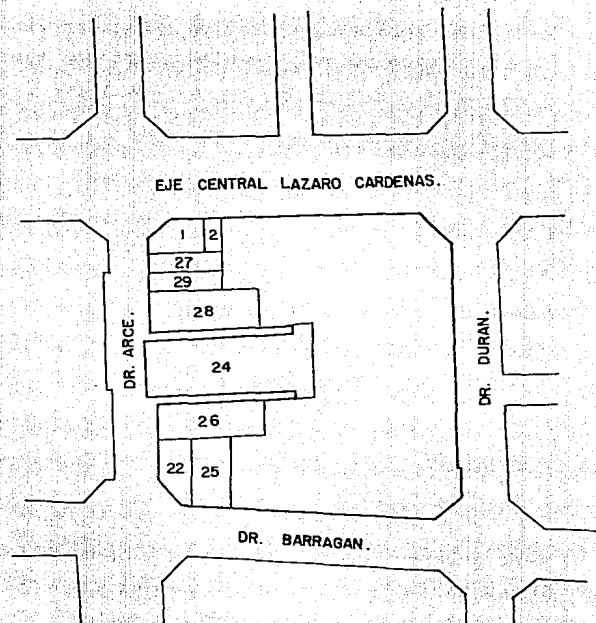 EJE CENTRAL LAZARO CARDENAS.
1 2
27
29
28
DR. ARCE.
24
DR. DURAN.
26
22 25
DR. BARRAGAN.